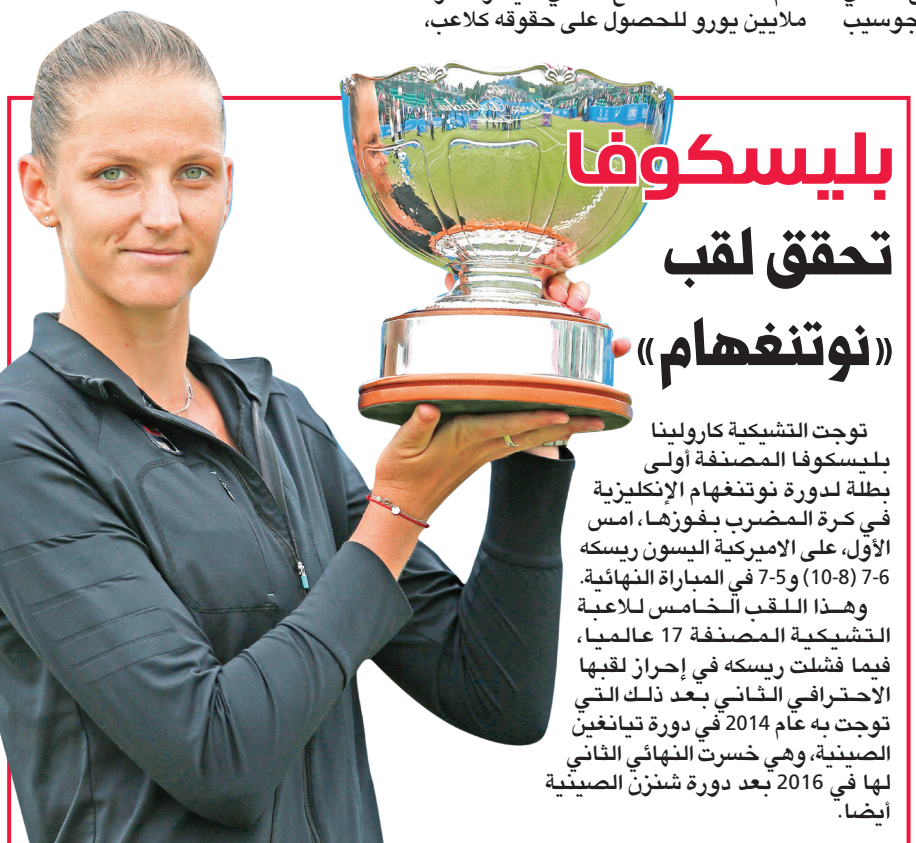 جوسيب
ملايين يورو للحصول على حقوقه كلاعب،
بليسكوفا
تحقق لقب
«نوتنغهام»
توجت التشيكية كارولينا
بليسكوفا المصنفة أولى
بطلة لدورة نوتنغهام الإنكليزية
في كرة المضرب بفوزها، امس
الأول، على الاميركية اليسون ريسكه
7-6 (10-8) و7-5 في المباراة النهائية.
وهذا اللقب الخامس للاعبة
التشيكية المصنفة 17 عالميا،
فيما فشلت ريسكه في إحراز لقبها
الاحترافي الثاني بعد ذلك التي
توجت به عام 2014 في دورة تيانغين
الصينية، وهي خسرت النهائي الثاني
لها في 2016 بعد دورة شنزن الصينية
أيضا.